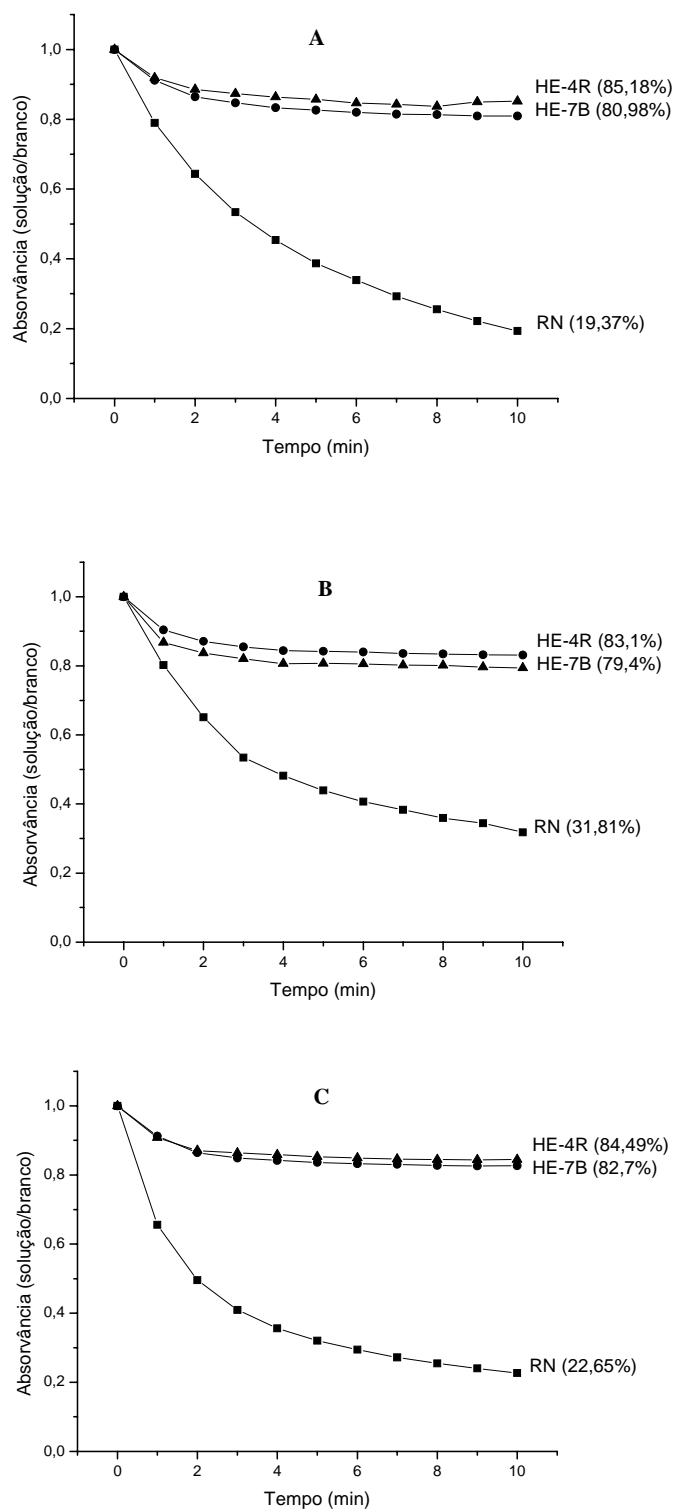 A
Absorvância (solução/branco)
1,0
0,8
0,6
0,4
0,2
0,0
HE-4R (85,18%)
HE-7B (80,98%)
RN (19,37%)
0 2 4 6 8 10
Tempo (min)
B
Absorvância (solução/branco)
1,0
0,8
0,6
0,4
0,2
0,0
HE-4R (83,1%)
HE-7B (79,4%)
RN (31,81%)
0 2 4 6 8 10
Tempo (min)
C
Absorvância (solução/branco)
1,0
0,8
0,6
0,4
0,2
0,0
HE-4R (84,49%)
HE-7B (82,7%)
RN (22,65%)
0 2 4 6 8 10
Tempo (min)